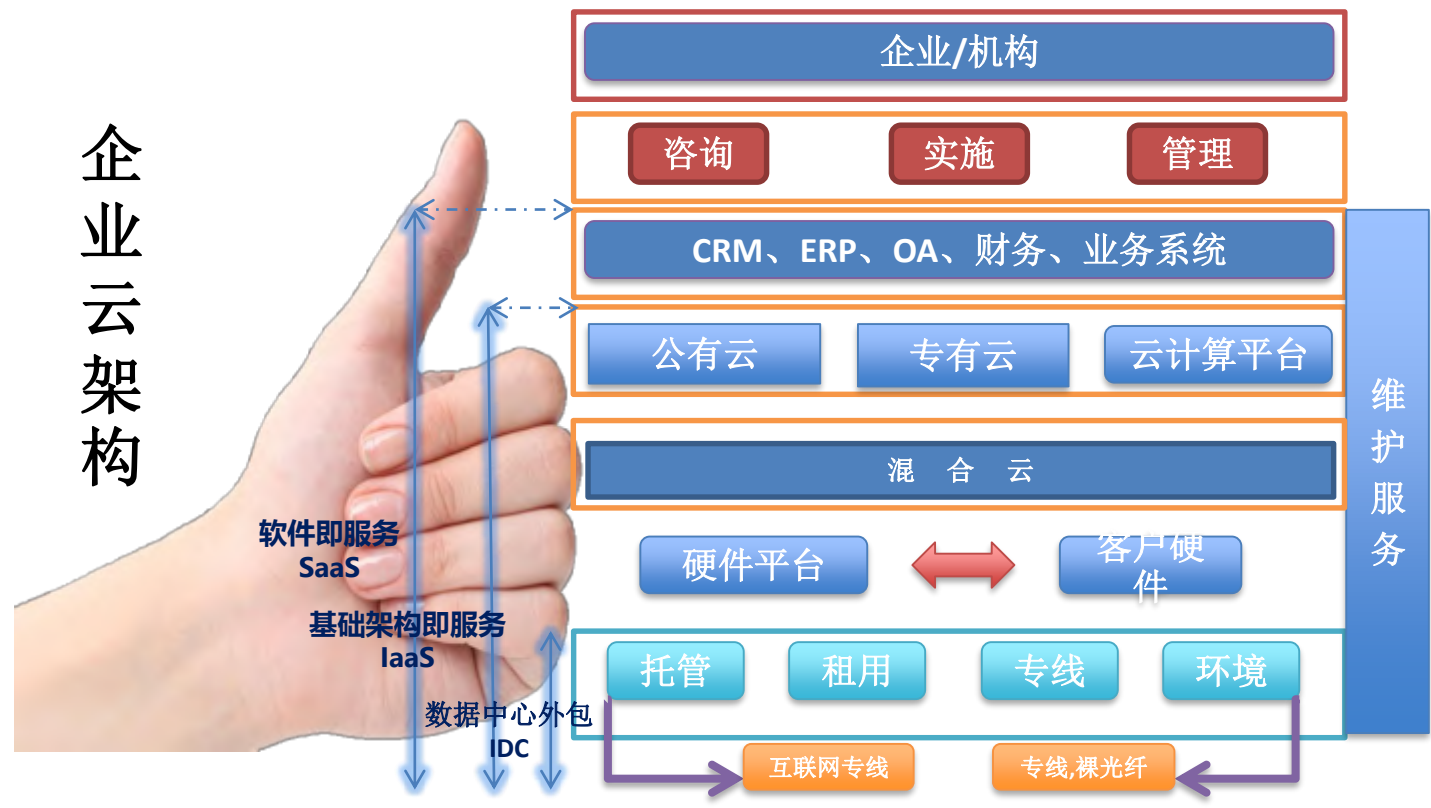 企业云架构
企业/机构
咨询
实施
管理
CRM、ERP、OA、财务、业务系统
公有云
专有云
云计算平台
混 合 云
维护服务
软件即服务
SaaS
硬件平台
客户硬
件
基础架构即服务
IaaS
托管
租用
专线
环境
数据中心外包
IDC
互联网专线
专线,裸光纤